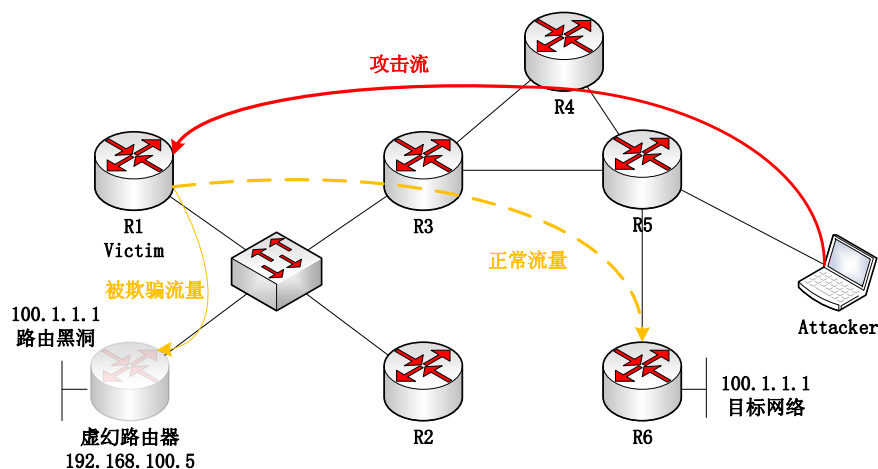 R4
攻击流
R1
Victim
R3
R5
正常流量
被欺骗流量
100.1.1.1
路由黑洞
Attacker
100.1.1.1
目标网络
虚幻路由器
192.168.100.5
R2
R6